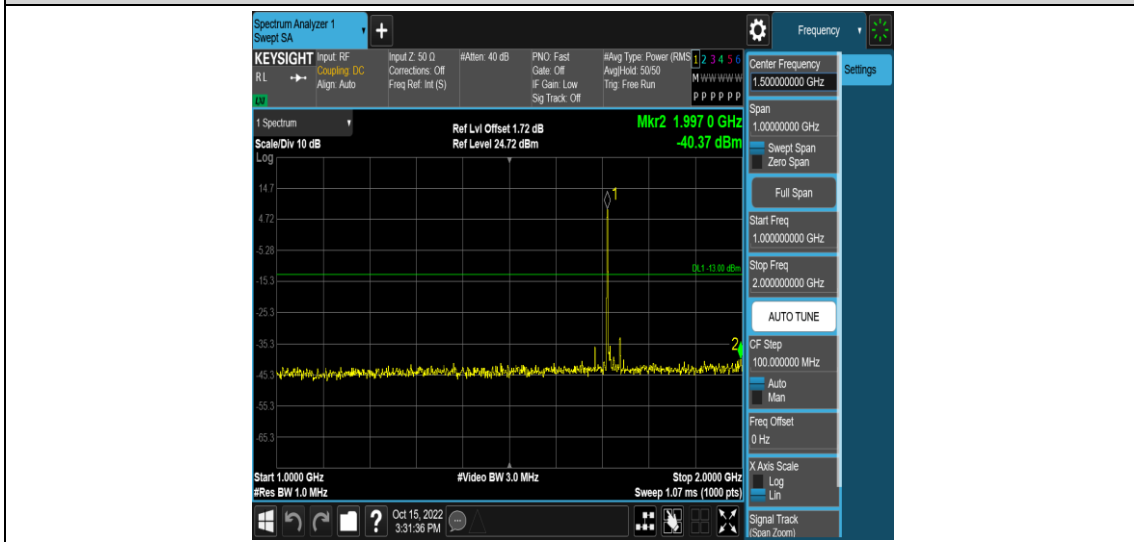 Spectrum Analyzer 1
Swept SA
+
Frequency
KEYSIGHT
RL
LXI
Input: RF
Coupling: DC
Align: Auto
Input Z: 50 Ω
Corrections: Off
Freq Ref: Int (S)
#Atten: 40 dB
PNO: Fast
Gate: Off
IF Gain: Low
Sig Track: Off
#Avg Type: Power (RMS
Avg|Hold: 50/50
Trig: Free Run
1 2 3 4 5 6
M W W W W W
P P P P P P
Center Frequency
1.500000000 GHz
Settings
Span
1.00000000 GHz
Swept Span
Zero Span
Full Span
Start Freq
1.000000000 GHz
Stop Freq
2.000000000 GHz
AUTO TUNE
CF Step
100.000000 MHz
Auto
Man
Freq Offset
0 Hz
X Axis Scale
Log
Lin
Signal Track
(Span Zoom)
1 Spectrum
Scale/Div 10 dB
Log
Ref Lvl Offset 1.72 dB
Ref Level 24.72 dBm
Mkr2 1.997 0 GHz
-40.37 dBm
14.7
4.72
-5.28
-15.3
-25.3
-35.3
-45.3
-55.3
-65.3
1
DL1 -13.00 dBm
2
Start 1.0000 GHz
#Res BW 1.0 MHz
#Video BW 3.0 MHz
Stop 2.0000 GHz
Sweep 1.07 ms (1000 pts)
?
Oct 15, 2022
3:31:36 PM